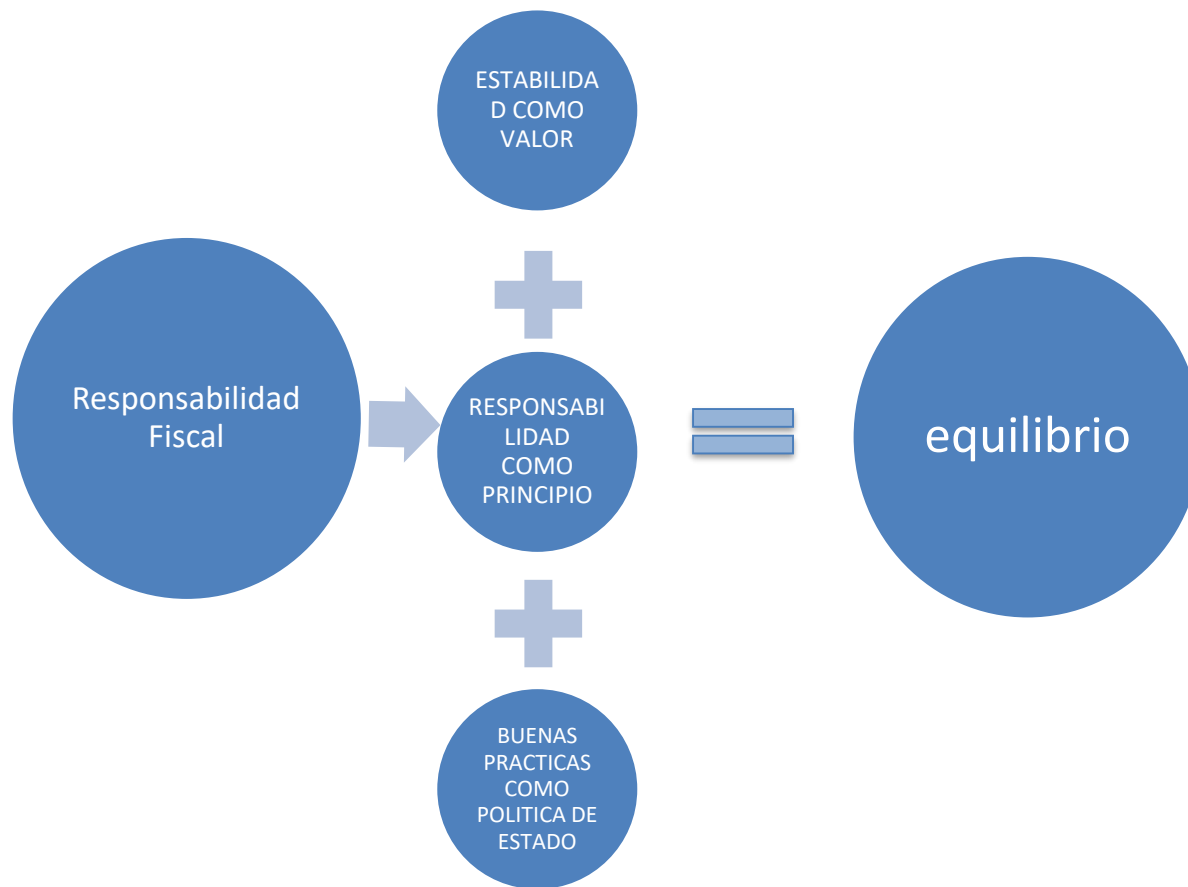 ESTABILIDA
D COMO
VALOR
Responsabilidad
Fiscal
RESPONSABI
LIDAD
COMO
PRINCIPIO
equilibrio
BUENAS
PRACTICAS
COMO
POLITICA DE
ESTADO